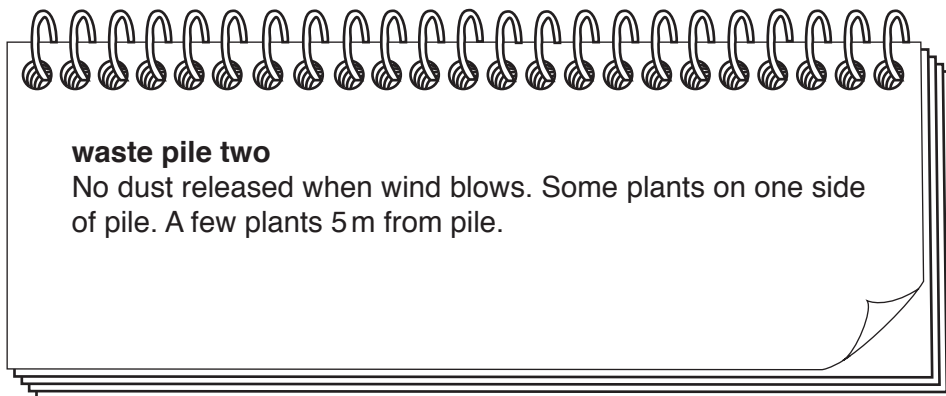 waste pile two
No dust released when wind blows. Some plants on one side
of pile. A few plants 5 m from pile.